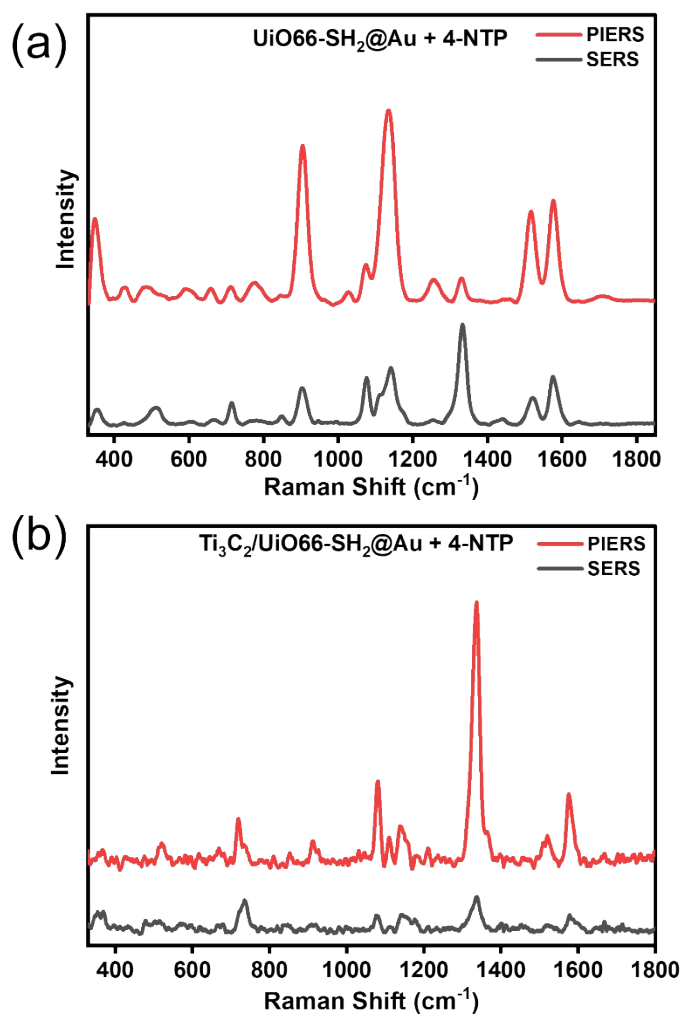 (a)
UiO66-SH₂@Au + 4-NTP
PIERS
SERS
Intensity
400 600 800 1000 1200 1400 1600 1800
Raman Shift (cm⁻¹)
(b)
Ti₃C₂/UiO66-SH₂@Au + 4-NTP
PIERS
SERS
Intensity
400 600 800 1000 1200 1400 1600 1800
Raman Shift (cm⁻¹)